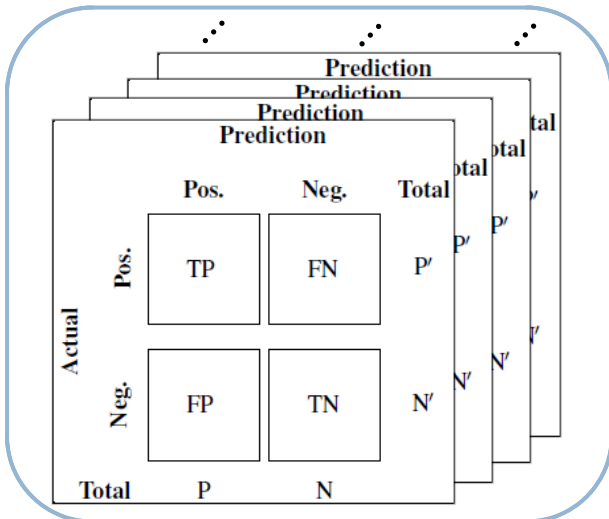 Prediction
Prediction
Prediction
Prediction
Pos. Neg. Total
Actual
Pos. TP FN P′
Neg. FP TN N′
Total P N
P′
N′
P′
N′